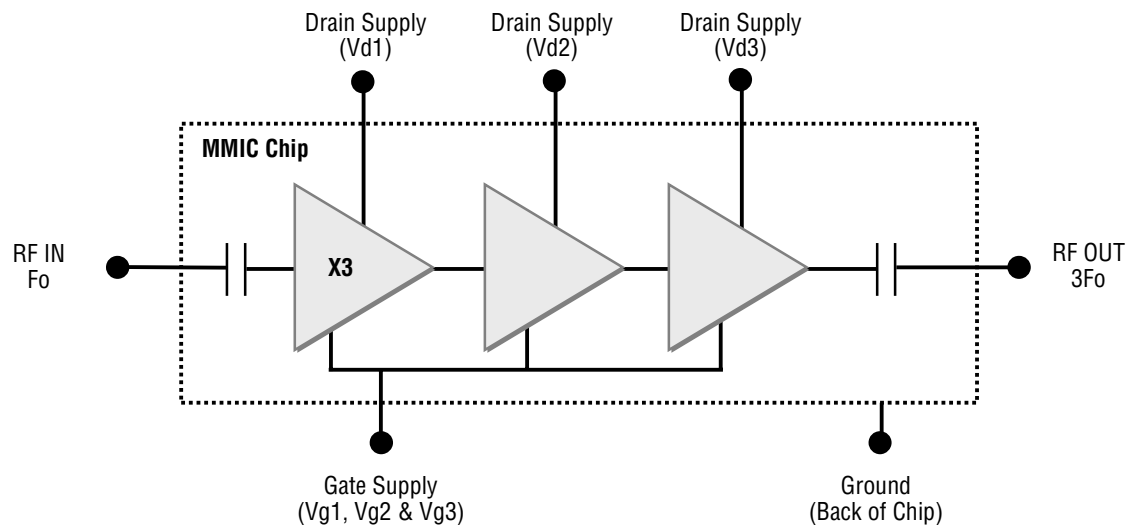 Drain Supply
(Vd1)
Drain Supply
(Vd2)
Drain Supply
(Vd3)
MMIC Chip
RF IN
Fo
X3
RF OUT
3Fo
Gate Supply
(Vg1, Vg2 & Vg3)
Ground
(Back of Chip)